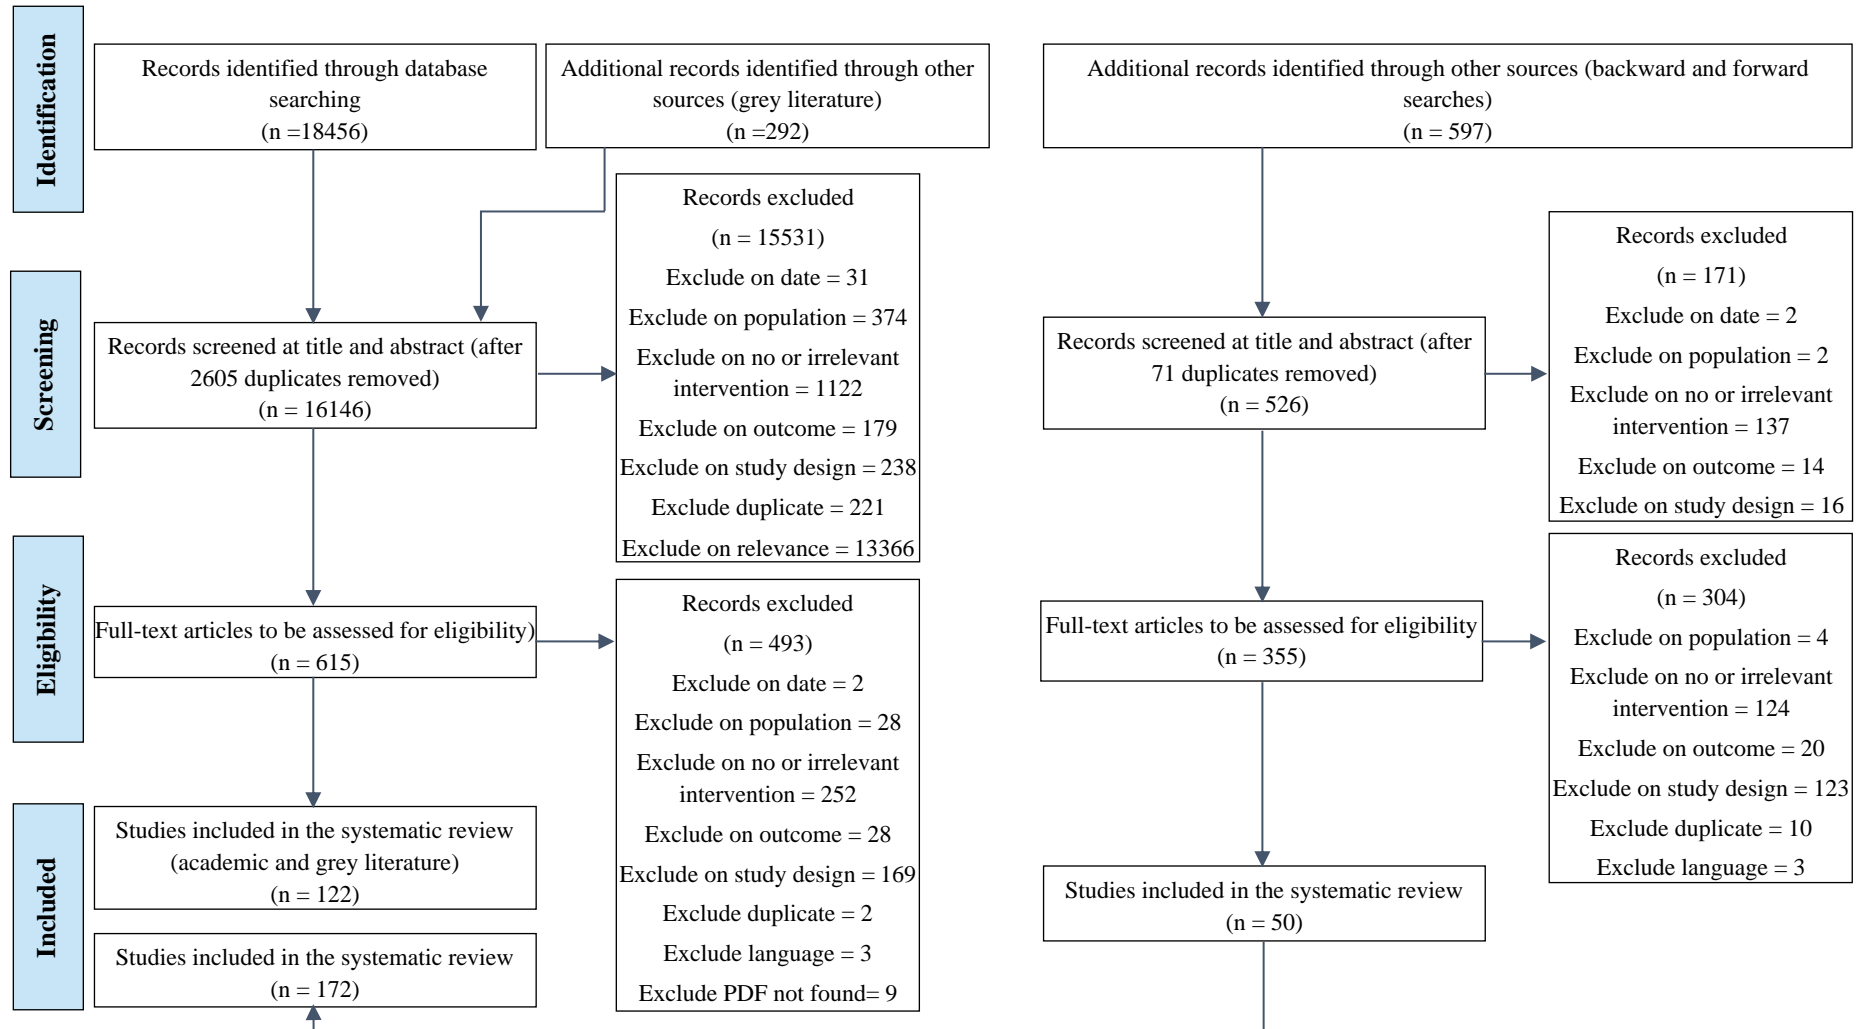 Identification
Records identified through database
searching
(n =18456)
Additional records identified through other
sources (grey literature)
(n =292)
Additional records identified through other sources (backward and forward
searches)
(n = 597)
Screening
Records screened at title and abstract (after
2605 duplicates removed)
(n = 16146)
Records excluded
(n = 15531)
Exclude on date = 31
Exclude on population = 374
Exclude on no or irrelevant
intervention = 1122
Exclude on outcome = 179
Exclude on study design = 238
Exclude duplicate = 221
Exclude on relevance = 13366
Records screened at title and abstract (after
71 duplicates removed)
(n = 526)
Records excluded
(n = 171)
Exclude on date = 2
Exclude on population = 2
Exclude on no or irrelevant
intervention = 137
Exclude on outcome = 14
Exclude on study design = 16
Eligibility
Full-text articles to be assessed for eligibility)
(n = 615)
Records excluded
(n = 493)
Exclude on date = 2
Exclude on population = 28
Exclude on no or irrelevant
intervention = 252
Exclude on outcome = 28
Exclude on study design = 169
Exclude duplicate = 2
Exclude language = 3
Exclude PDF not found= 9
Full-text articles to be assessed for eligibility
(n = 355)
Records excluded
(n = 304)
Exclude on population = 4
Exclude on no or irrelevant
intervention = 124
Exclude on outcome = 20
Exclude on study design = 123
Exclude duplicate = 10
Exclude language = 3
Included
Studies included in the systematic review
(academic and grey literature)
(n = 122)
Studies included in the systematic review
(n = 172)
Studies included in the systematic review
(n = 50)